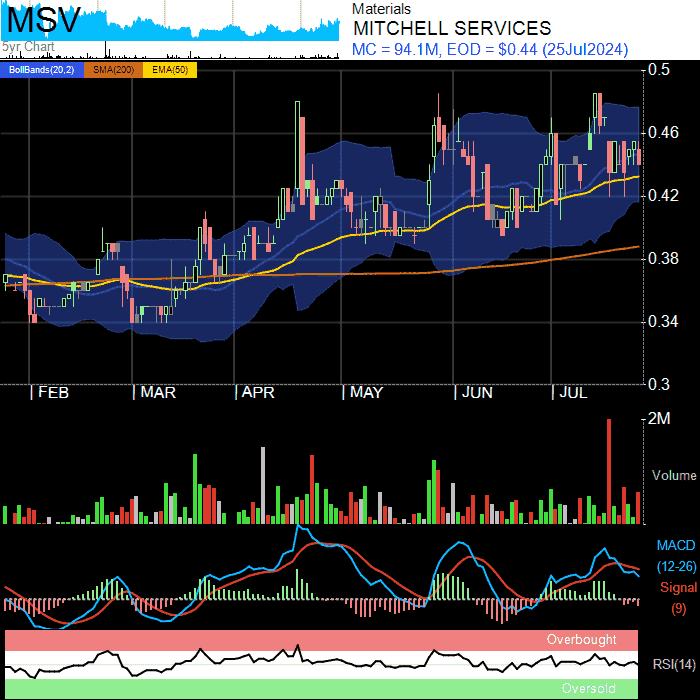 MSV
5yr Chart
Materials
MITCHELL SERVICES
MC = 94.1M, EOD = $0.44 (25Jul2024)
BollBands(20,2) SMA(200) EMA(50)
0.5
0.46
0.42
0.38
0.34
0.3
| FEB | MAR | APR | MAY | JUN | JUL
2M
Volume
MACD
(12-26)
Signal
(9)
Overbought
RSI(14)
Oversold